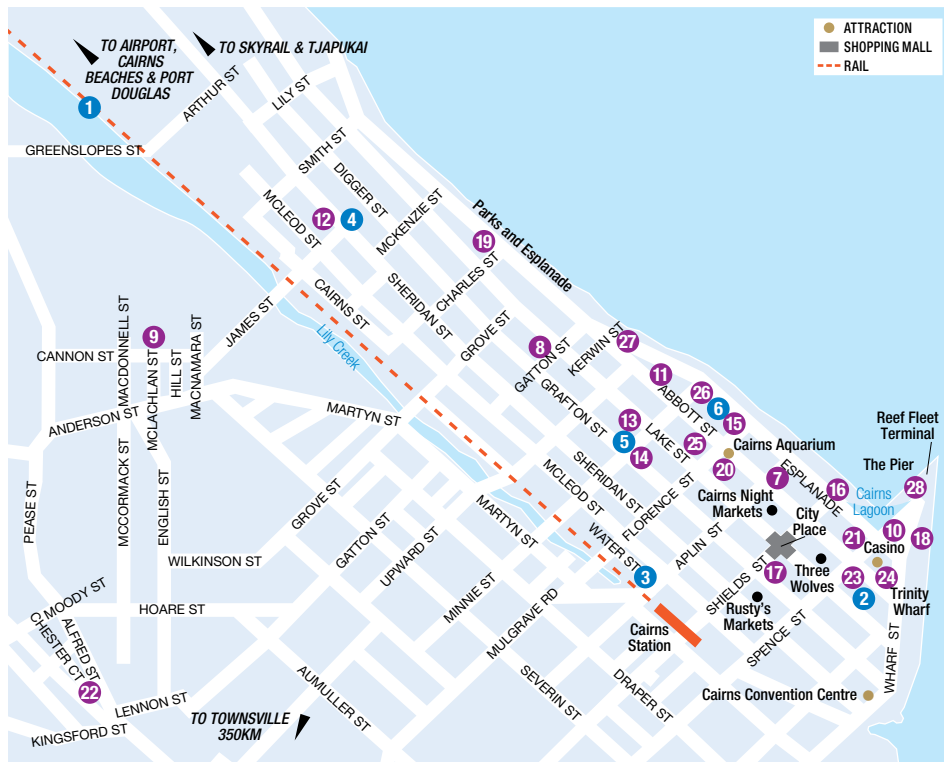 ATTRACTION
SHOPPING MALL
RAIL
TO AIRPORT,
CAIRNS
BEACHES & PORT
DOUGLAS
TO SKYRAIL & TJAPUKAI
1
ARTHUR ST
LILY ST
GREENSLOPES ST
SMITH ST
DIGGER ST
MCLEOD ST
12
4
MCKENZIE ST
Parks and Esplanade
19
CHARLES ST
CAIRNS ST
SHERIDAN ST
GROVE ST
Lily Creek
JAMES ST
9
CANNON ST
MACDONNELL ST
MCLACHLAN ST
HILL ST
MACNAMARA ST
ANDERSON ST
MARTYN ST
8
GATTON ST
KERWIN ST
27
GRAFTON ST
11
ABBOTT ST
26
6
15
13
5
14
LAKE ST
25
Cairns Aquarium
20
Reef Fleet
Terminal
The Pier
28
7
ESPLANADE
16
Cairns
Lagoon
SHERIDAN ST
MCLEOD ST
FLORENCE ST
Cairns Night
Markets
City
Place
21
10
18
Casino
PEASE ST
MCCORMACK ST
ENGLISH ST
GROVE ST
GATTON ST
UPWARD ST
MARTYN ST
WATER ST
APLIN ST
3
SHIELDS ST
17
Three
Wolves
23
24
2
Trinity
Wharf
WILKINSON ST
MINNIE ST
MULGRAVE RD
Rusty's
Markets
SPENCE ST
MOODY ST
HOARE ST
Cairns
Station
WHARF ST
ALFRED ST
CHESTER CT
22
LENNON ST
KINGSFORD ST
AUMULLER ST
SEVERIN ST
DRAPER ST
Cairns Convention Centre
TO TOWNSVILLE
350KM